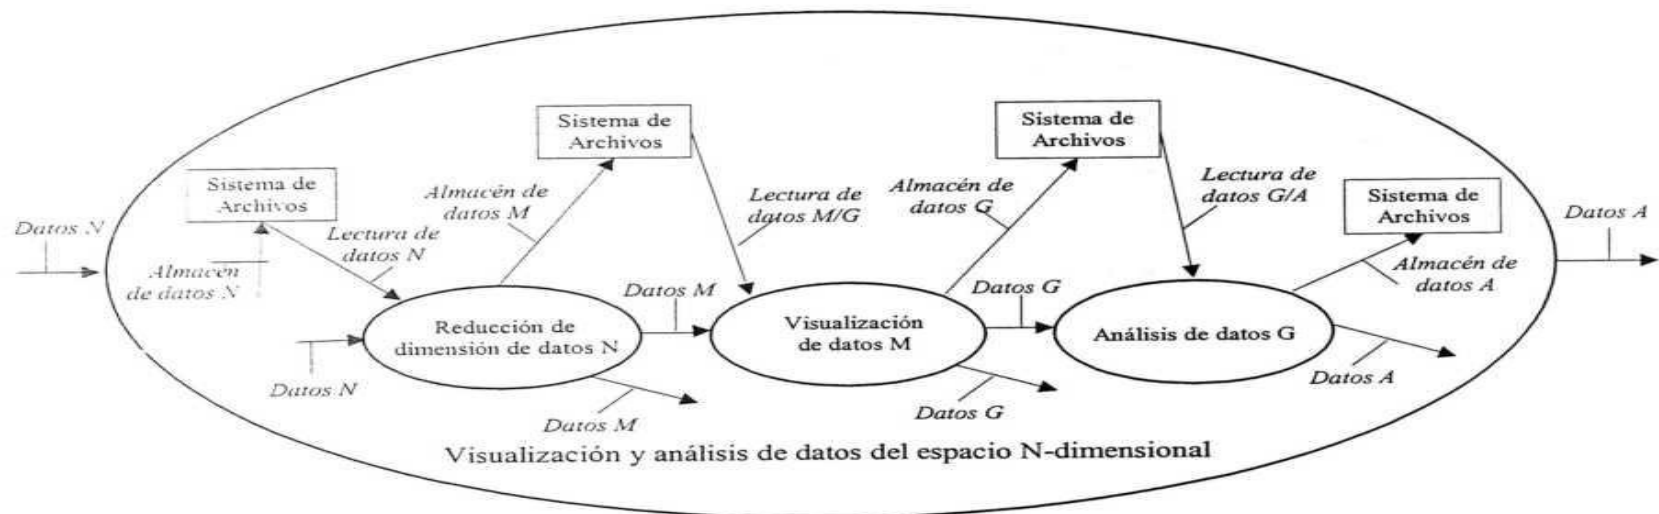 Sistema de
Archivos
Sistema de
Archivos
Sistema de
Archivos
Sistema de
Archivos
Datos N
Almacén
de datos N
Lectura de
datos N
Almacén de
datos M
Lectura de
datos M/G
Almacén de
datos G
Lectura de
datos G/A
Almacén de
datos A
Datos A
Datos N
Reducción de
dimensión de datos N
Datos M
Datos M
Visualización
de datos M
Datos G
Datos G
Análisis de datos G
Datos A
Visualización y análisis de datos del espacio N-dimensional